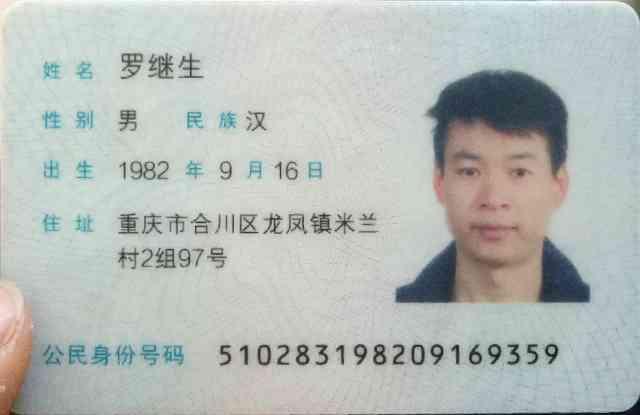 姓名 罗继生
性别 男 民族 汉
出生 1982 年 9 月 16 日
住址 重庆市合川区龙凤镇米兰
村2组97号
公民身份号码 510283198209169359